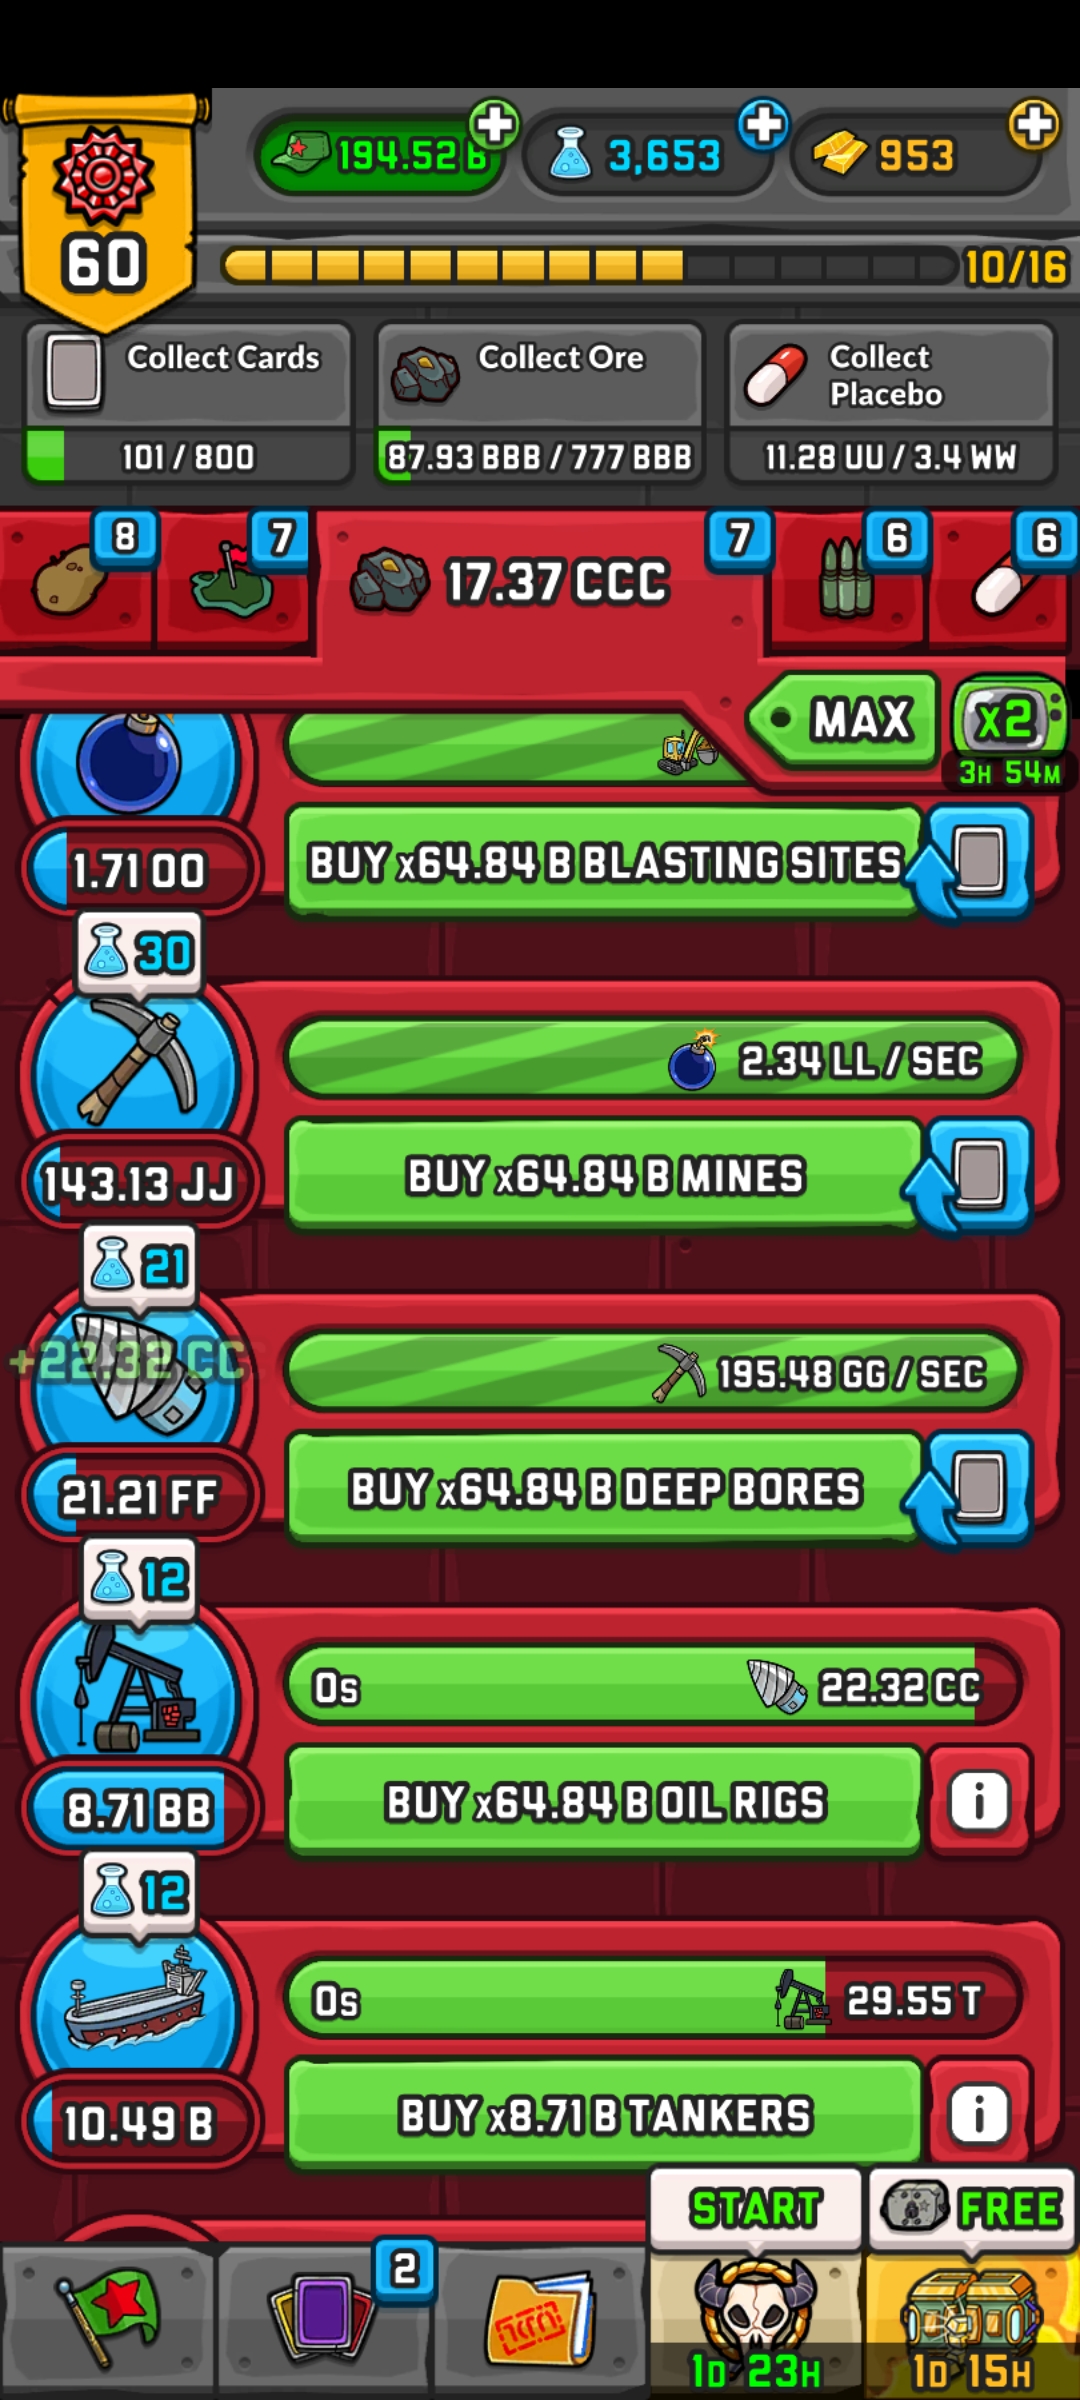 194.52 B
3,653
953
60
10/16
Collect Cards
Collect Ore
Collect
Placebo
101 / 800
87.93 BBB / 777 BBB
11.28 UU / 3.4 WW
8
7
17.37 CCC
7
6
6
MAX
x2
3H 54M
1.71 OO
BUY x64.84 B BLASTING SITES
30
2.34 LL / SEC
143.13 JJ
BUY x64.84 B MINES
21
+22.32 CC
195.48 GG / SEC
21.21 FF
BUY x64.84 B DEEP BORES
12
0s
22.32 CC
8.71 BB
BUY x64.84 B OIL RIGS
i
12
0s
29.55 T
10.49 B
BUY x8.71 B TANKERS
i
START
FREE
2
1D 23H
1D 15H